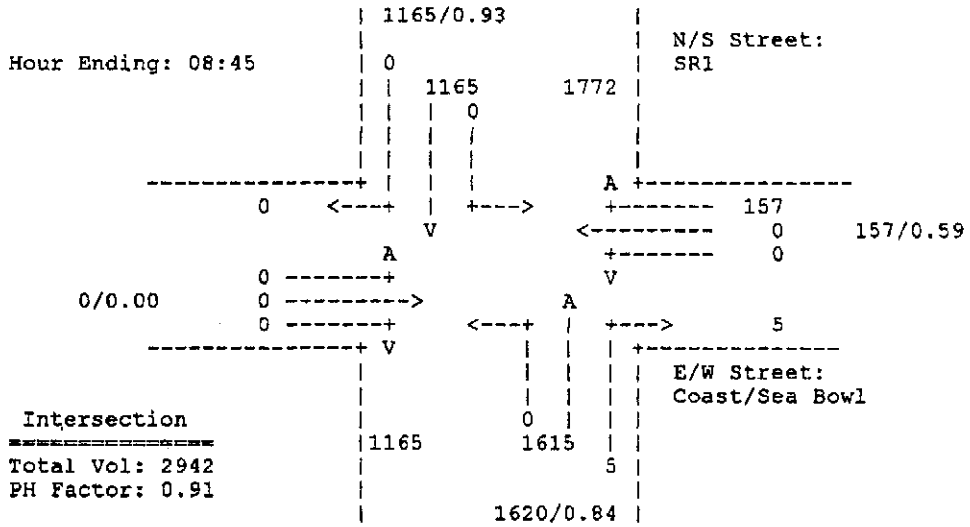 1165/0.93
N/S Street:
Hour Ending: 08:45 0 SR1
1165 1772
0
A
0 <---+ +---> +------- 157
V <--------- 0 157/0.59
A +------- 0
0 -------+ V
0/0.00 0 ---------> A
0 -------+ <---+ +---> 5
V
E/W Street:
Coast/Sea Bowl
Intersection 0
================ 1165 1615
Total Vol: 2942 5
PH Factor: 0.91
1620/0.84